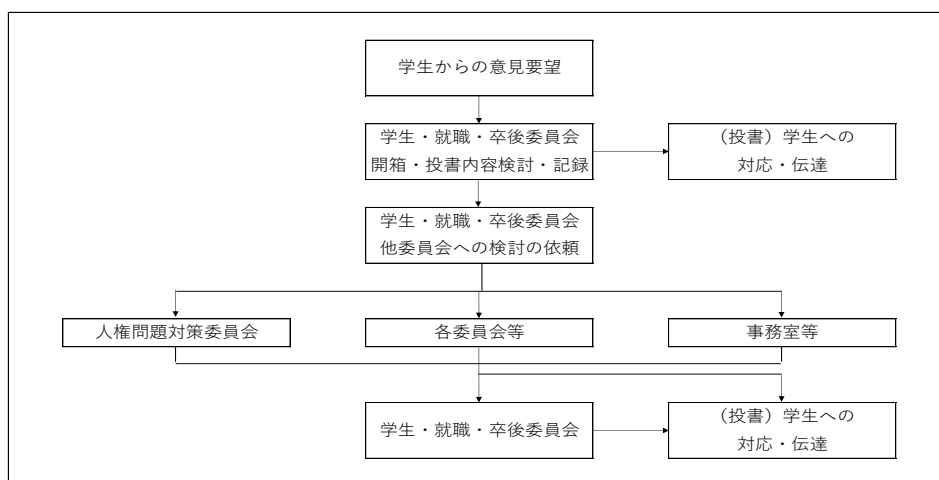 学生からの意見要望
学生・就職・卒後委員会
開箱・投書内容検討・記録
（投書）学生への
対応・伝達
学生・就職・卒後委員会
他委員会への検討の依頼
人権問題対策委員会
各委員会等
事務室等
学生・就職・卒後委員会
（投書）学生への
対応・伝達